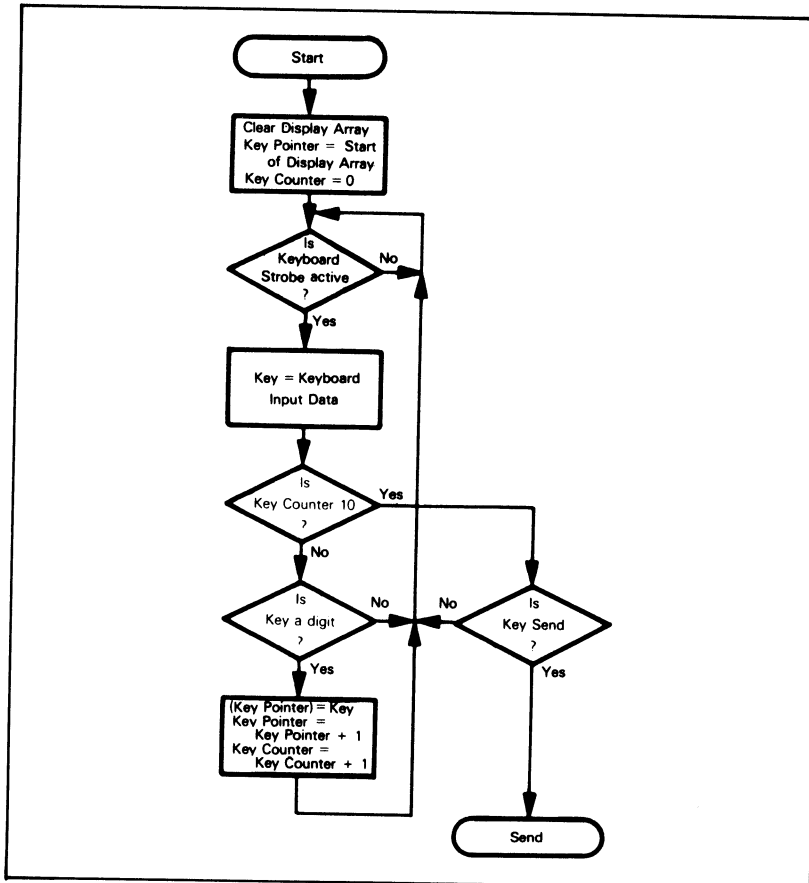 Start
Clear Display Array
Key Pointer = Start
of Display Array
Key Counter = 0
Is
Keyboard
Strobe active
?
No
Yes
Key = Keyboard
Input Data
Is
Key Counter 10
?
Yes
No
Is
Key a digit
?
No
Yes
No
Is
Key Send
?
Yes
(Key Pointer) = Key
Key Pointer =
Key Pointer + 1
Key Counter =
Key Counter + 1
Send